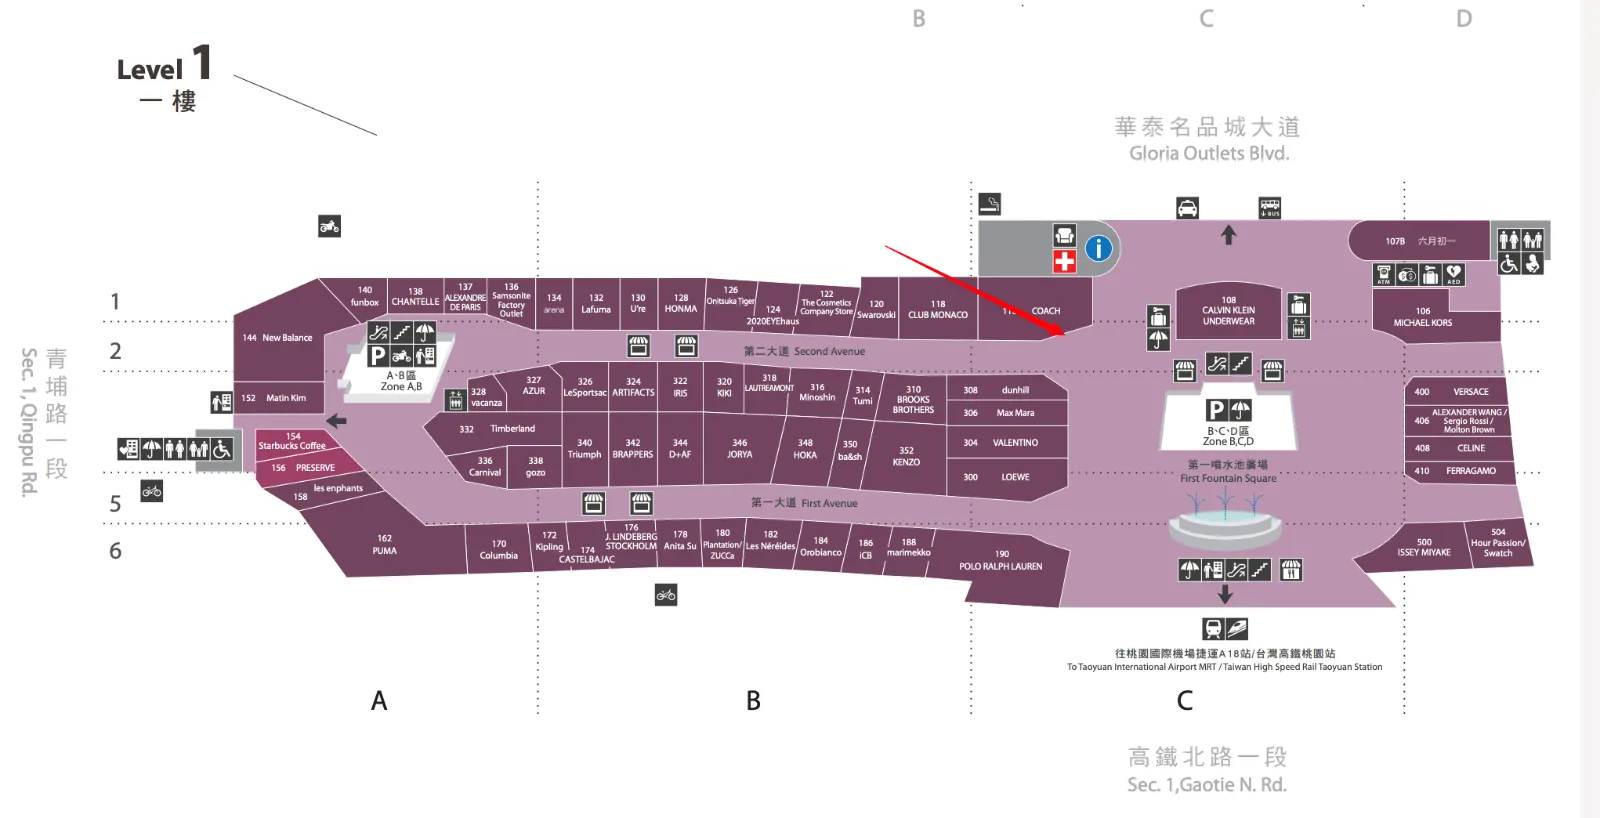 B
C
D
Level 1
一樓
華泰名品城大道
Gloria Outlets Blvd.
BUS
107B 六月初一
ATM
AED
1
2
5
6
140
funbox
138
CHANTELLE
137
ALEXANDRE
DE PARIS
136
Samsonite
Factory
Outlet
134
arena
132
Lafuma
130
U're
128
HONMA
126
Onitsuka Tiger
124
2020EYEhaus
122
The Cosmetics
Company Store
120
Swarovski
118
CLUB MONACO
COACH
108
CALVIN KLEIN
UNDERWEAR
106
MICHAEL KORS
144 New Balance
第二大道 Second Avenue
P
A、B區
Zone A,B
152 Matin Kim
328
vacanza
327
AZUR
326
LeSportsac
324
ARTIFACTS
322
IRIS
320
KIKI
318
LAUTREAMONT
316
Minoshin
314
Tumi
310
BROOKS
BROTHERS
308 dunhill
306 Max Mara
304 VALENTINO
300 LOEWE
332 Timberland
336
Carnival
338
gozo
340
Triumph
342
BRAPPERS
344
D+AF
346
JORYA
348
HOKA
350
ba&sh
352
KENZO
P
B、C、D區
Zone B,C,D
第一噴水池廣場
First Fountain Square
400 VERSACE
406 ALEXANDER WANG /
Sergio Rossi /
Molton Brown
408 CELINE
410 FERRAGAMO
青埔路一段
Sec. 1, Qingpu Rd.
154
Starbucks Coffee
156 PRESERVE
158 les enphants
第一大道 First Avenue
162
PUMA
170
Columbia
172
Kipling
174
CASTELBAJAC
176
J. LINDEBERG
STOCKHOLM
178
Anita Su
180
Plantation/
ZUCCa
182
Les Néréides
184
Orobianco
186
iCB
188
marimekko
190
POLO RALPH LAUREN
500
ISSEY MIYAKE
504
Hour Passion/
Swatch
往桃園國際機場捷運A18站/台灣高鐵桃園站
To Taoyuan International Airport MRT / Taiwan High Speed Rail Taoyuan Station
A
B
C
高鐵北路一段
Sec. 1,Gaotie N. Rd.